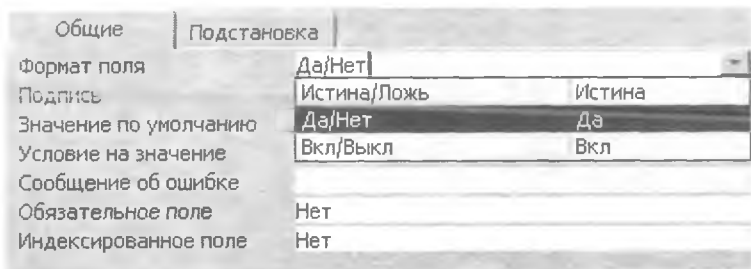 Общие Подстановка
Формат поля Да/Нет
Подпись Истина/Ложь Истина
Значение по умолчанию Да/Нет Да
Условие на значение Вкл/Выкл Вкл
Сообщение об ошибке
Обязательное поле Нет
Индексированное поле Нет